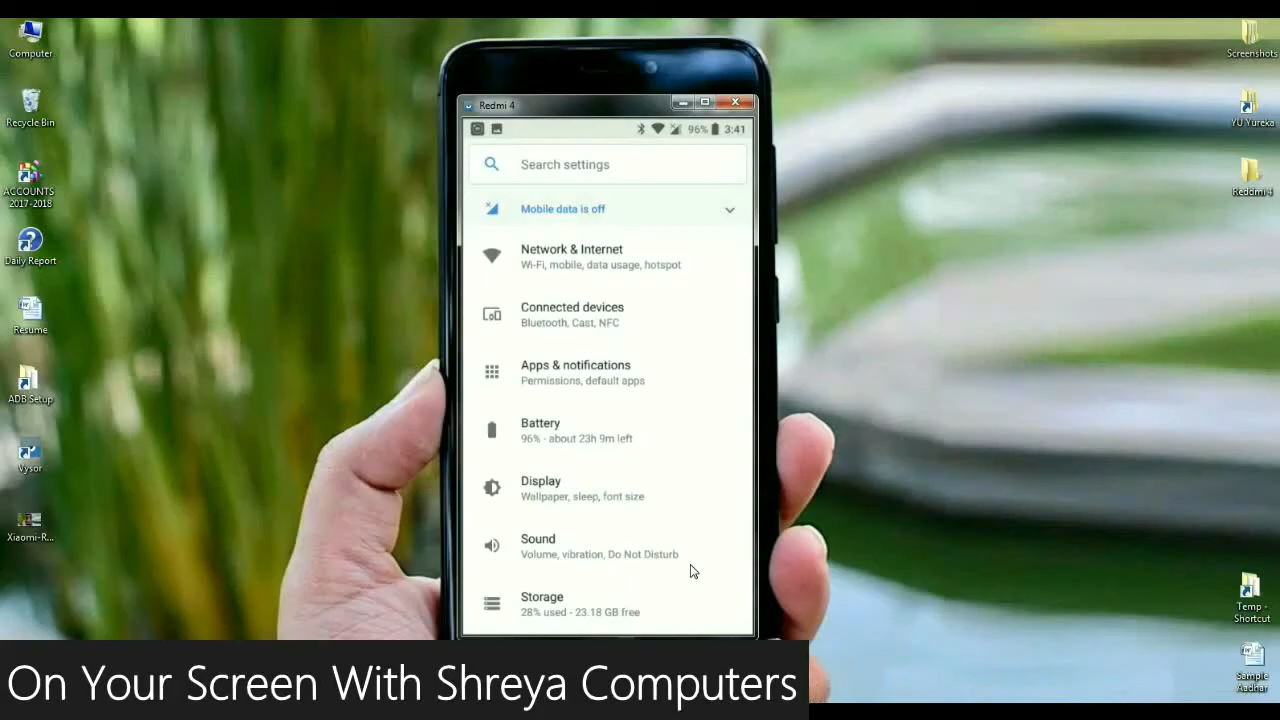 Computer
Recycle Bin
ACCOUNTS
2017-2018
Daily Report
Resume
ADB Setup
Vysor
Xiaomi-R...
Redmi 4
96% 3:41
Search settings
Mobile data is off
Network & Internet
Wi-Fi, mobile, data usage, hotspot
Connected devices
Bluetooth, Cast, NFC
Apps & notifications
Permissions, default apps
Battery
96% - about 23h 9m left
Display
Wallpaper, sleep, font size
Sound
Volume, vibration, Do Not Disturb
Storage
28% used - 23.18 GB free
Screenshots
YU Yureka
Redomi 4
Temp -
Shortcut
Sample
Aadhar
On Your Screen With Shreya Computers